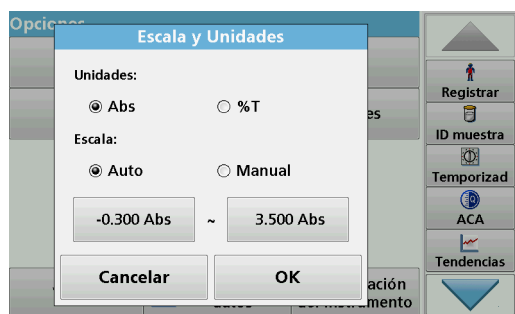 Escala y Unidades
Unidades:
Abs
%T
Escala:
Auto
Manual
-0.300 Abs
~
3.500 Abs
Cancelar
OK
Registrar
ID muestra
Temporizad
ACA
Tendencias